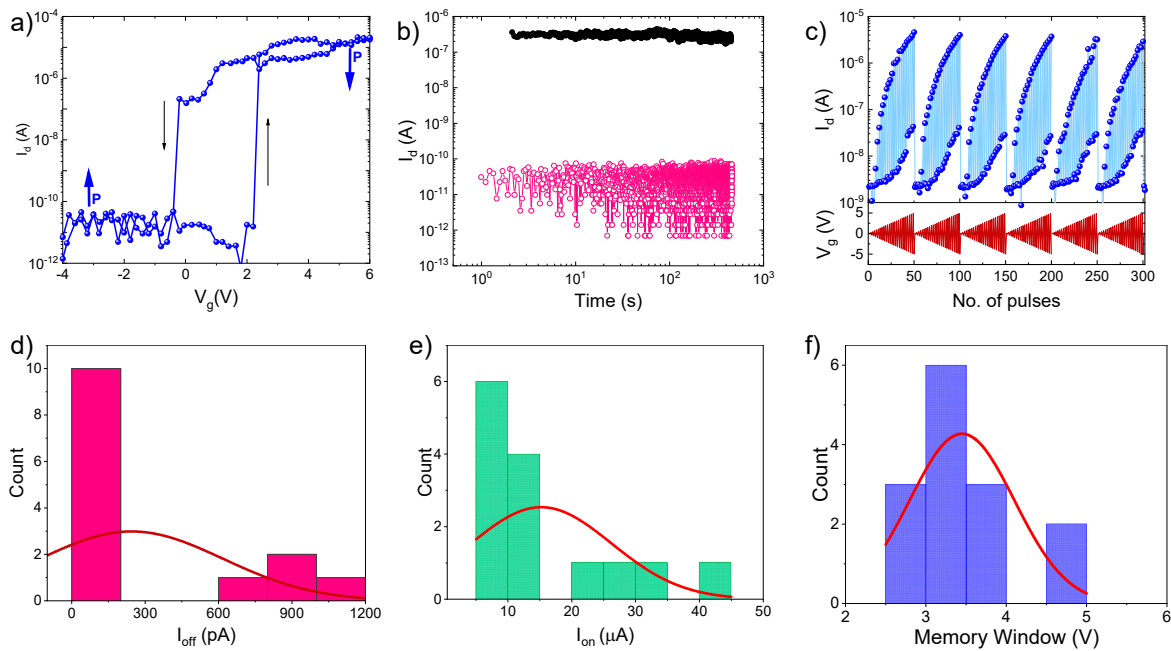 a)
I_d (A)
10^-4
10^-6
10^-8
10^-10
10^-12
P
P
-4 -2 0 2 4 6
V_g(V)
b)
I_d (A)
10^-6
10^-7
10^-8
10^-9
10^-10
10^-11
10^-12
10^-13
10^0 10^1 10^2 10^3
Time (s)
c)
I_d (A)
10^-5
10^-6
10^-7
10^-8
10^-9
V_g (V)
5
0
-5
0 50 100 150 200 250 300
No. of pulses
d)
Count
10
8
6
4
2
0
0 300 600 900 1200
I_off (pA)
e)
Count
6
4
2
0
10 20 30 40 50
I_on (μA)
f)
Count
6
4
2
0
2 3 4 5 6
Memory Window (V)